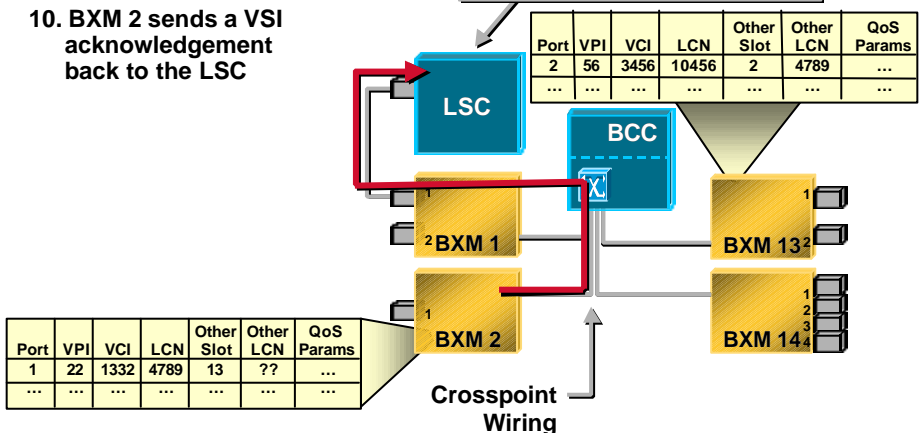 10. BXM 2 sends a VSI
acknowledgement
back to the LSC
Port VPI VCI LCN Other Slot Other LCN QoS Params
2 56 3456 10456 2 4789 ...
... ... ... ... ... ... ...
LSC
BCC
1
2 BXM 1
1
BXM 2
1
BXM 13 2
1
2
3
BXM 14 4
Port VPI VCI LCN Other Slot Other LCN QoS Params
1 22 1332 4789 13 ?? ...
... ... ... ... ... ... ...
Crosspoint
Wiring